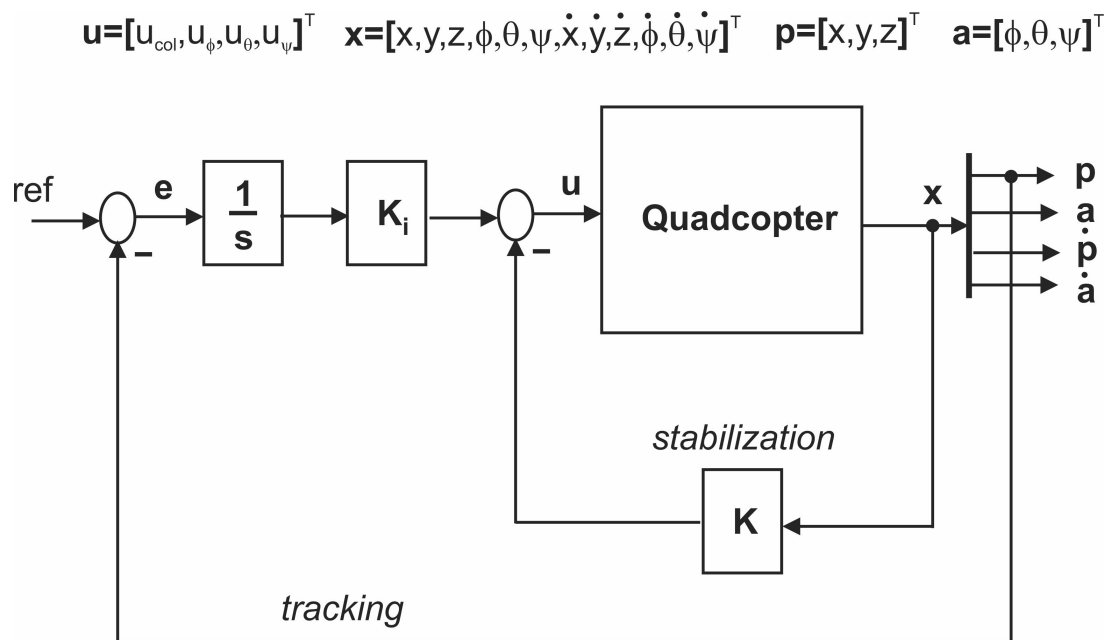 u=[u_col,u_ϕ,u_θ,u_ψ]^T x=[x,y,z,ϕ,θ,ψ,ẋ,ẏ,ż,ϕ̇,θ̇,ψ̇]^T p=[x,y,z]^T a=[ϕ,θ,ψ]^T
ref
e
1
s
K_i
u
Quadcopter
x
p
a
ṗ
ȧ
−
−
stabilization
K
tracking